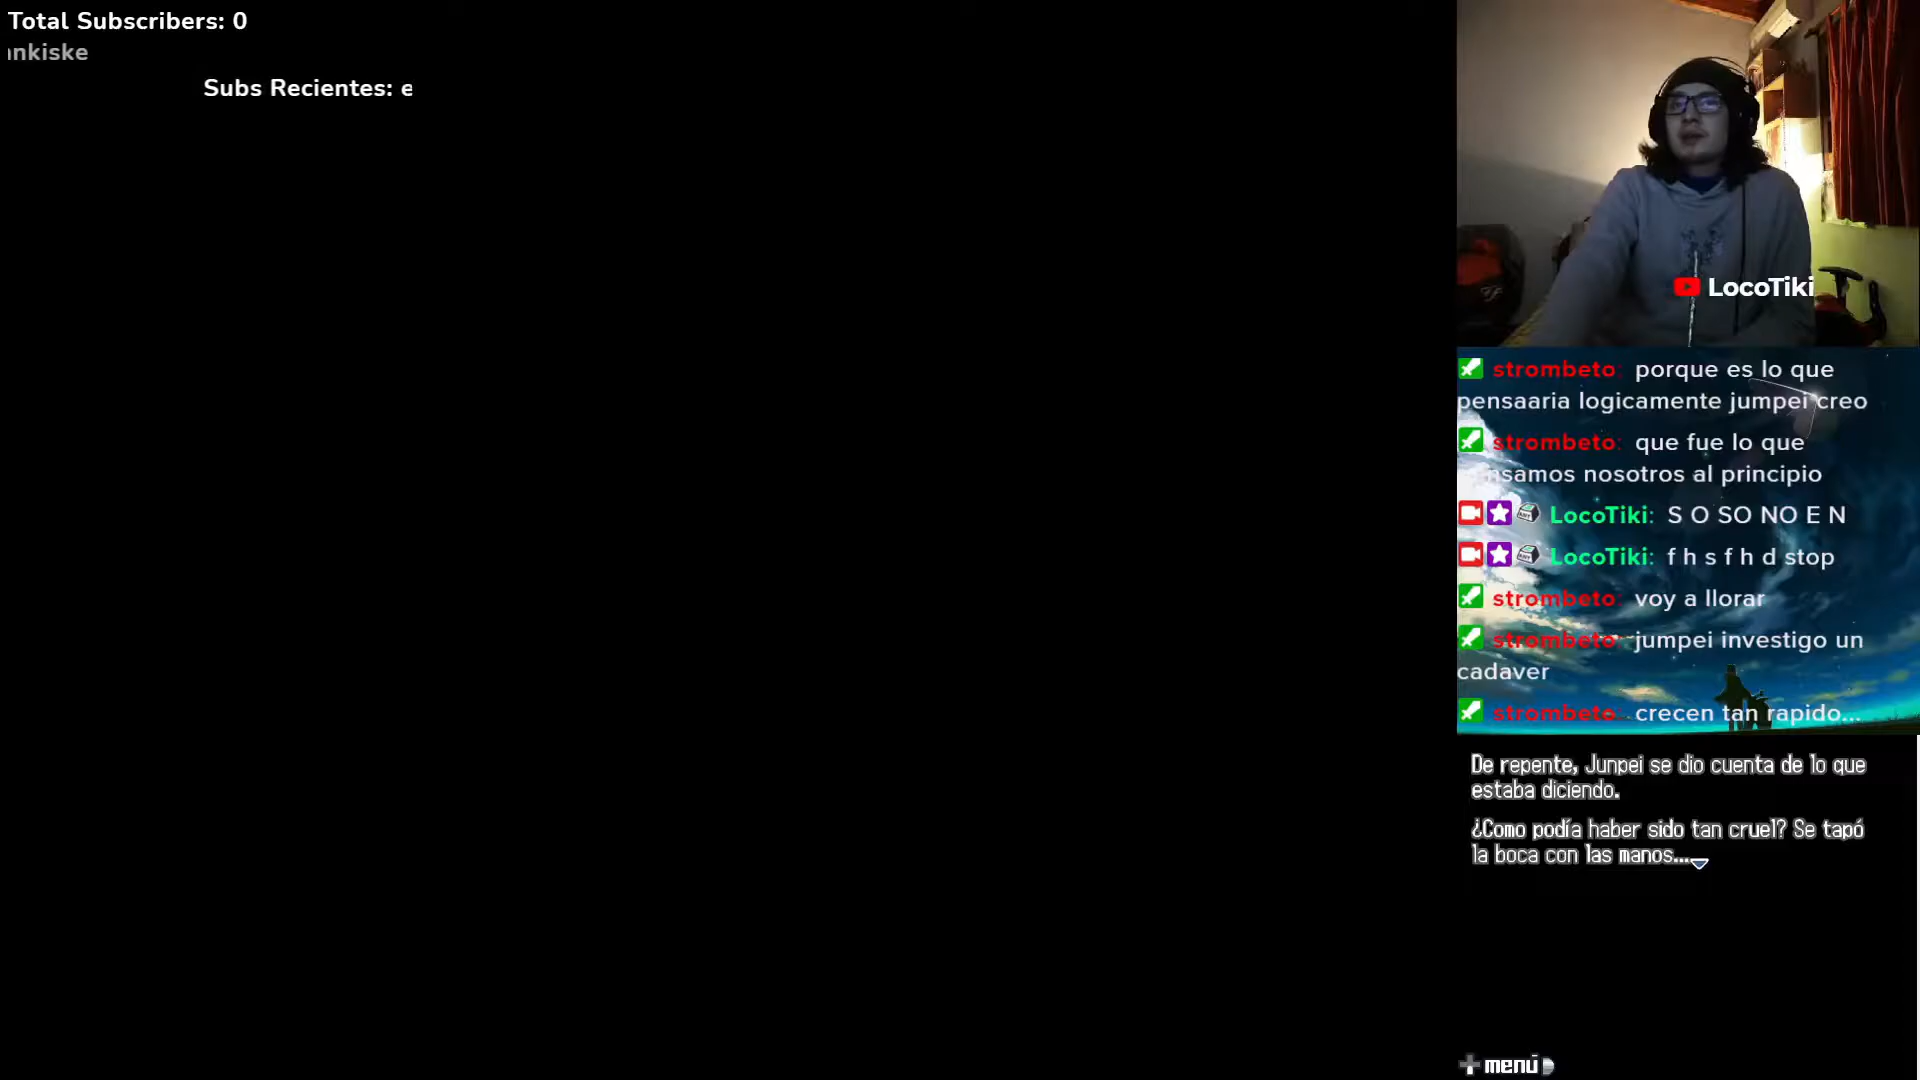 Total Subscribers: 0
ankiske
Subs Recientes: e
LocoTiki
strombeto: porque es lo que
pensaaria logicamente jumpei creo
strombeto: que fue lo que
nsamos nosotros al principio
LocoTiki: S O SO NO E N
LocoTiki: f h s f h d stop
strombeto: voy a llorar
strombeto: jumpei investigo un
cadaver
strombeto: crecen tan rapido...
De repente, Junpei se dio cuenta de lo que
estaba diciendo.
¿Como podía haber sido tan cruel? Se tapó
la boca con las manos...
menú